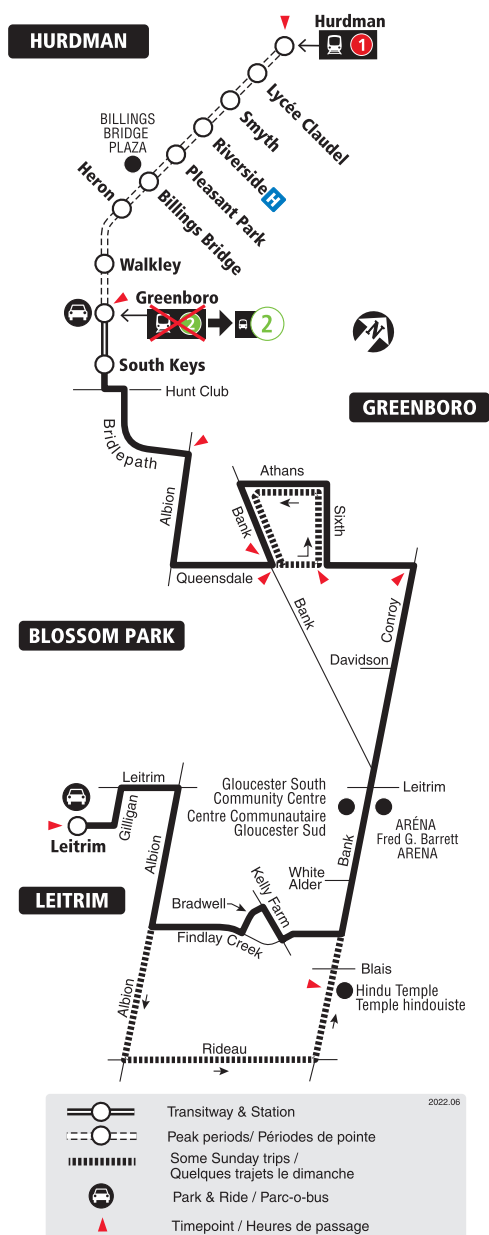 HURDMAN
Hurdman
1
Lycée Claudel
Smyth
Riverside H
Pleasant Park
Billings Bridge
Heron
BILLINGS
BRIDGE
PLAZA
Walkley
Greenboro
2
2
N
South Keys
Hunt Club
GREENBORO
Bridlepath
Albion
Athans
Bank
Sixth
Queensdale
Bank
Conroy
BLOSSOM PARK
Davidson
Leitrim
Gilligan
Leitrim
Albion
Gloucester South
Community Centre
Centre Communautaire
Gloucester Sud
Leitrim
ARÉNA
Fred G. Barrett
ARENA
Bank
White
Alder
LEITRIM
Bradwell
Kelly Farm
Findlay Creek
Blais
Hindu Temple
Temple hindouiste
Albion
Rideau
2022.06
Transitway & Station
Peak periods/ Périodes de pointe
Some Sunday trips /
Quelques trajets le dimanche
Park & Ride / Parc-o-bus
Timepoint / Heures de passage